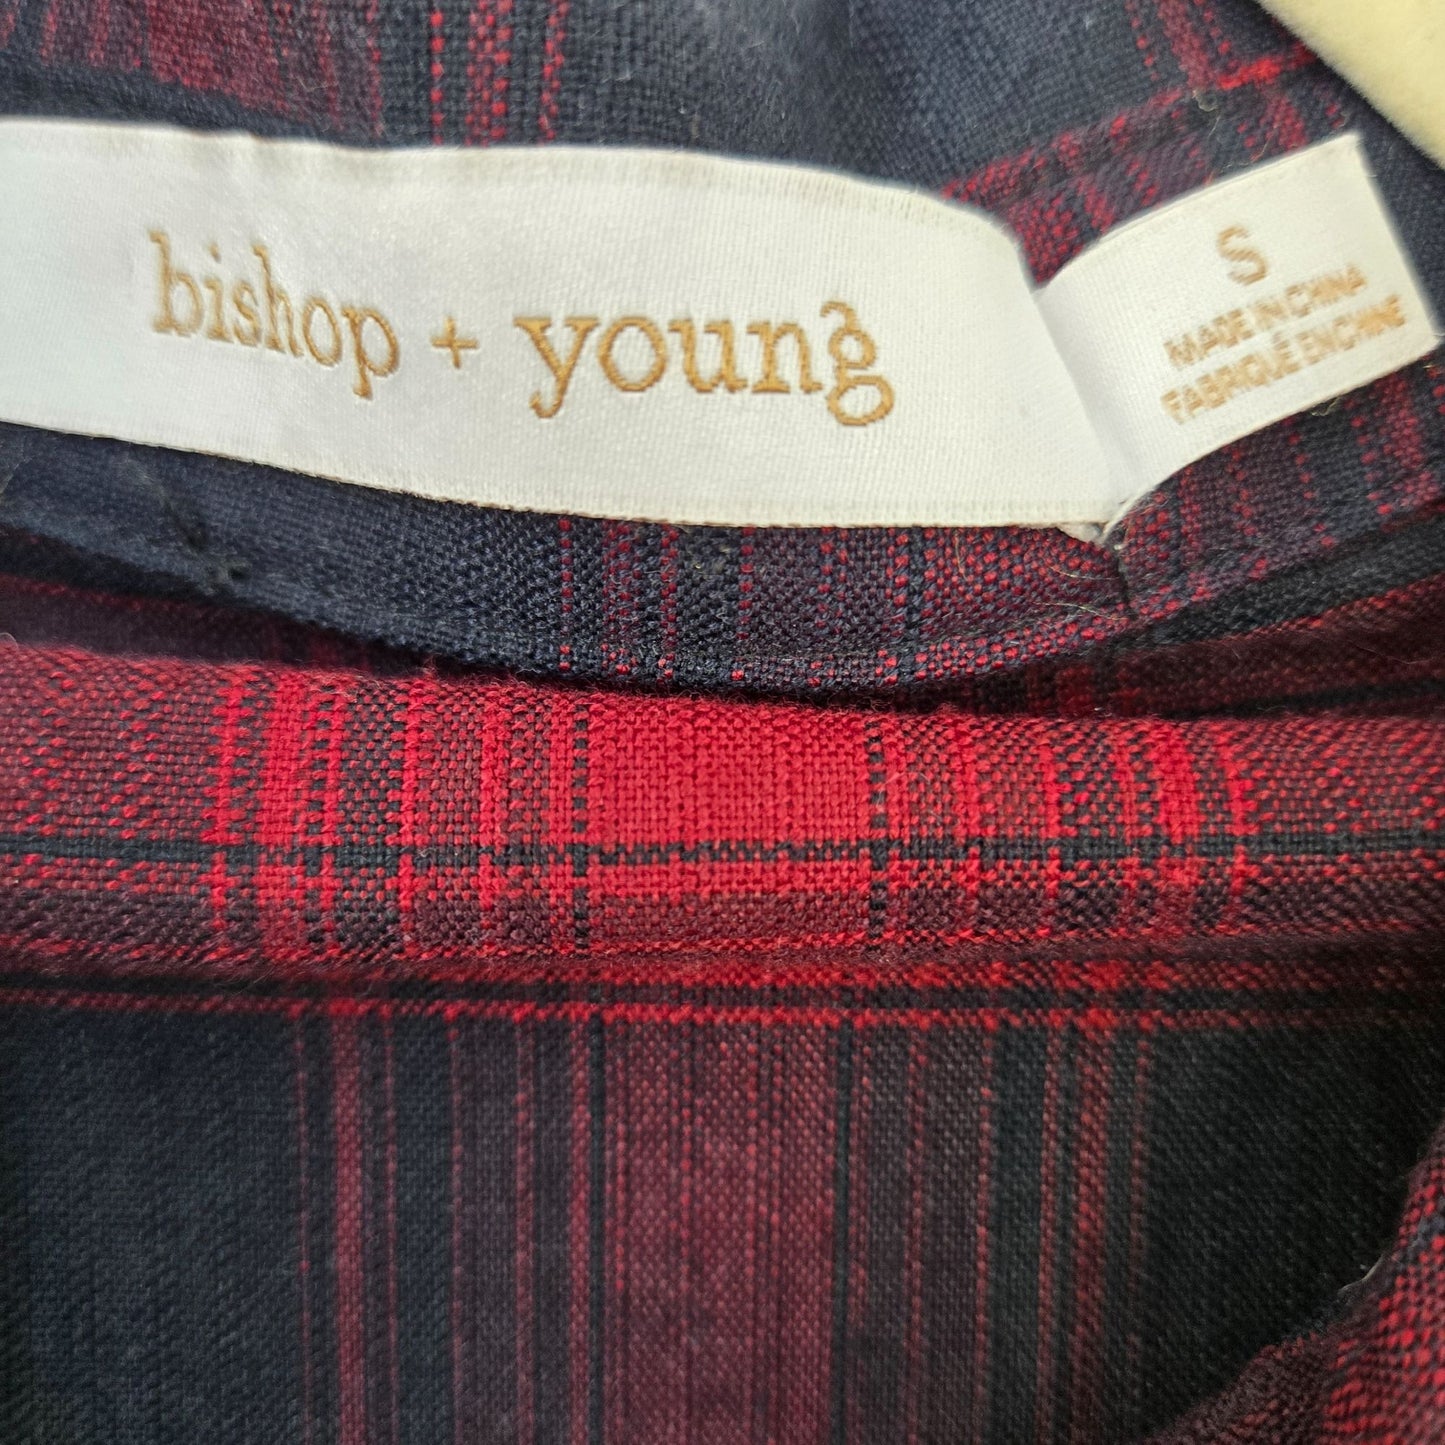 bishop + young
S
MADE IN CHINA
FABRIQUÉ EN CHINE